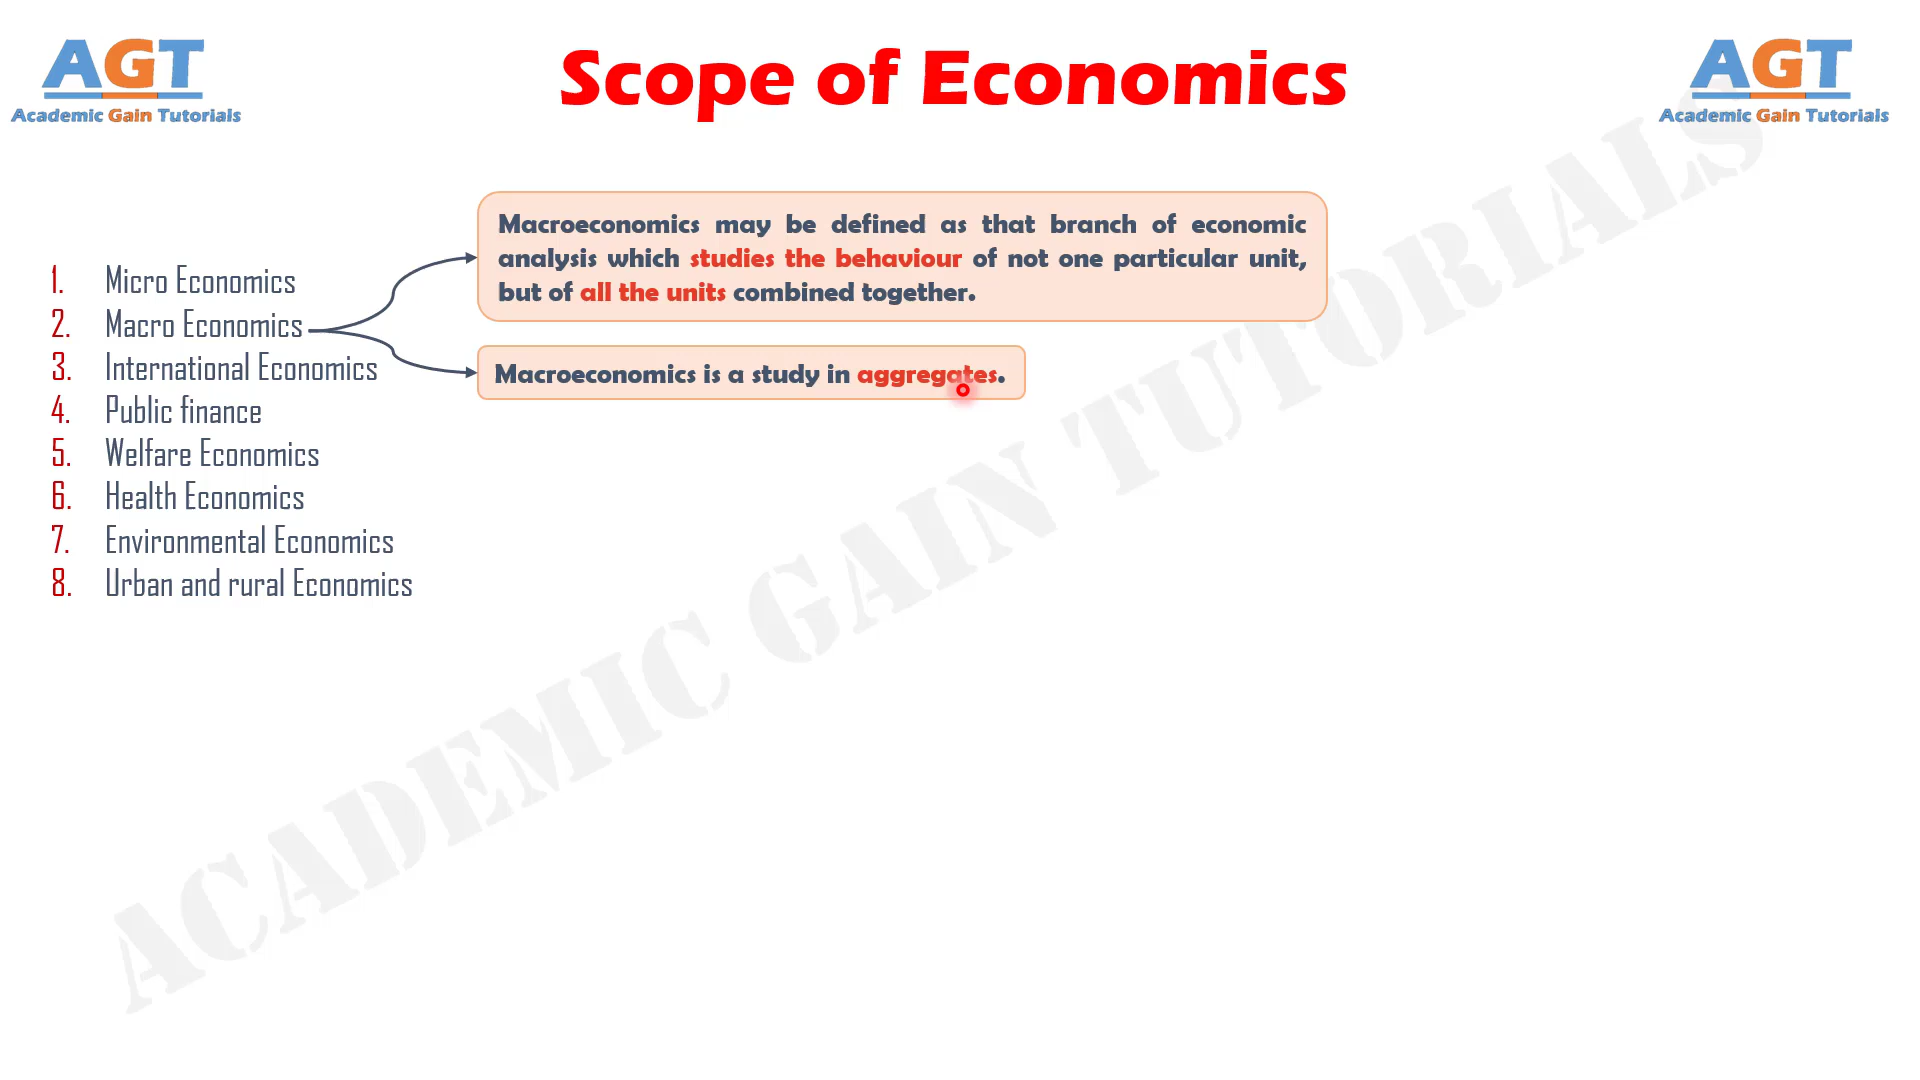 AGT
Academic Gain Tutorials
Scope of Economics
AGT
Academic Gain Tutorials
Macroeconomics may be defined as that branch of economic
analysis which studies the behaviour of not one particular unit,
but of all the units combined together.
1. Micro Economics
2. Macro Economics
3. International Economics
4. Public finance
5. Welfare Economics
6. Health Economics
7. Environmental Economics
8. Urban and rural Economics
Macroeconomics is a study in aggregates.
ACADEMIC GAIN TUTORIALS